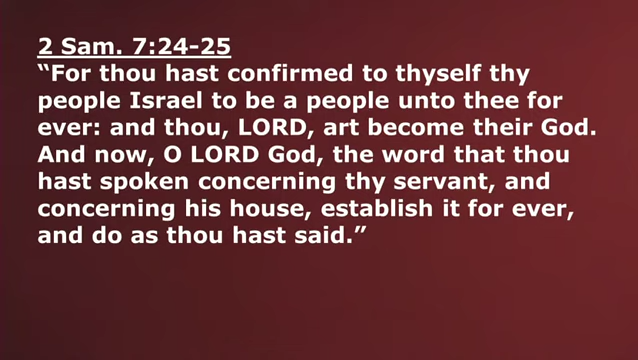 2 Sam. 7:24-25
“For thou hast confirmed to thyself thy
people Israel to be a people unto thee for
ever: and thou, LORD, art become their God.
And now, O LORD God, the word that thou
hast spoken concerning thy servant, and
concerning his house, establish it for ever,
and do as thou hast said.”